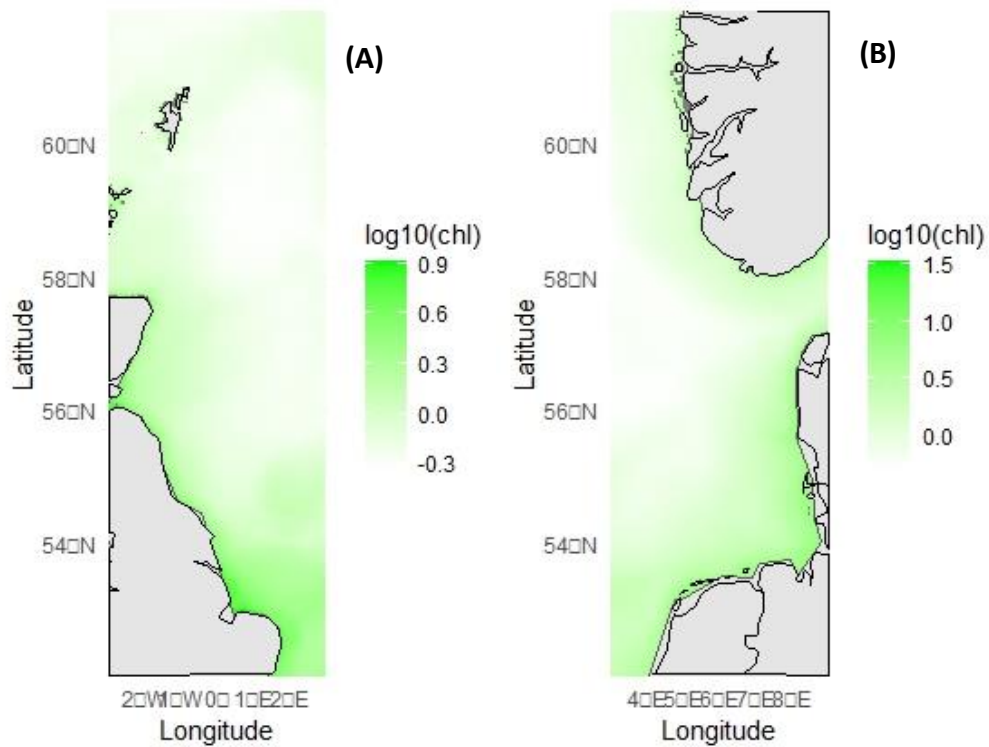 (A)
60□N
58□N
56□N
54□N
Latitude
2□W1□W0□ 1□E2□E
Longitude
log10(chl)
0.9
0.6
0.3
0.0
-0.3
(B)
60□N
58□N
56□N
54□N
Latitude
4□E5□E6□E7□E8□E
Longitude
log10(chl)
1.5
1.0
0.5
0.0